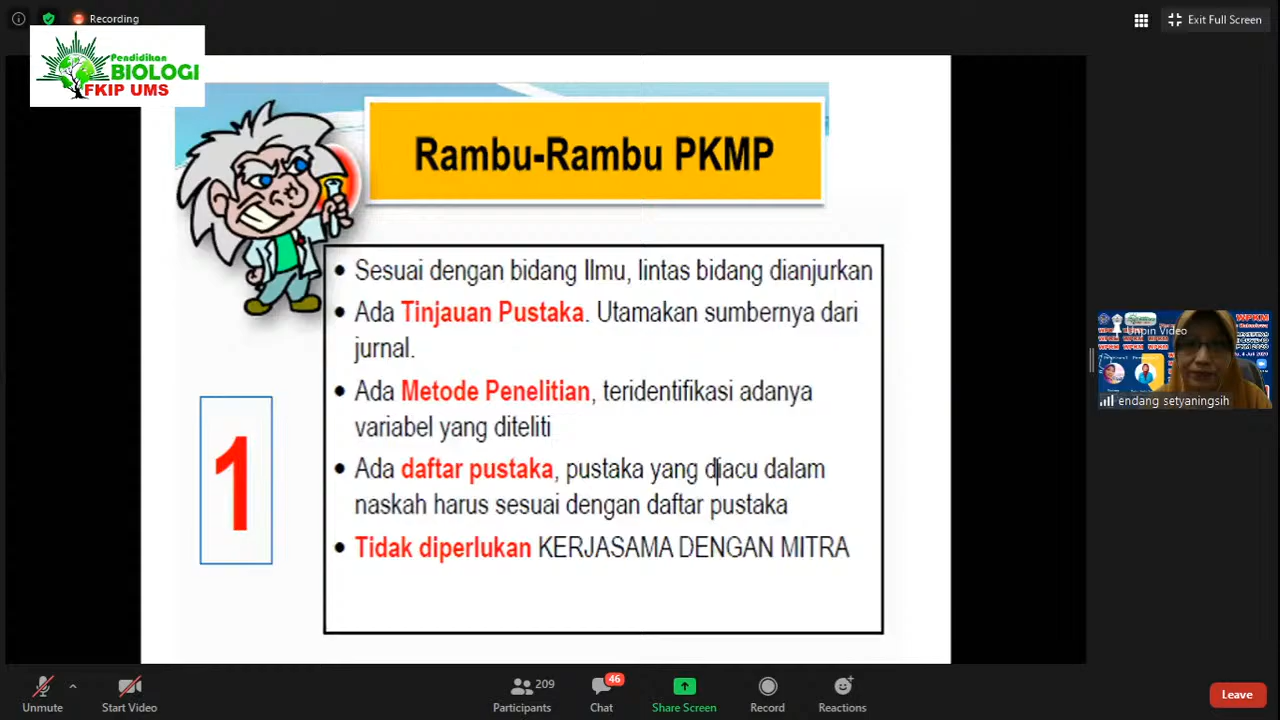 Recording
Exit Full Screen
Pendidikan
BIOLOGI
FKIP UMS
Rambu-Rambu PKMP
• Sesuai dengan bidang Ilmu, lintas bidang dianjurkan
• Ada Tinjauan Pustaka. Utamakan sumbernya dari
jurnal.
• Ada Metode Penelitian, teridentifikasi adanya
variabel yang diteliti
• Ada daftar pustaka, pustaka yang diacu dalam
naskah harus sesuai dengan daftar pustaka
• Tidak diperlukan KERJASAMA DENGAN MITRA
1
Unpin Video
endang setyaningsih
Unmute
Start Video
209
Participants
46
Chat
Share Screen
Record
Reactions
Leave